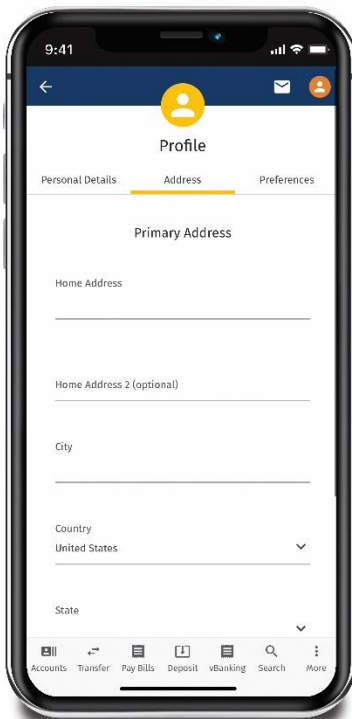 9:41
Profile
Personal Details Address Preferences
Primary Address
Home Address
Home Address 2 (optional)
City
Country
United States
State
Accounts Transfer Pay Bills Deposit vBanking Search More